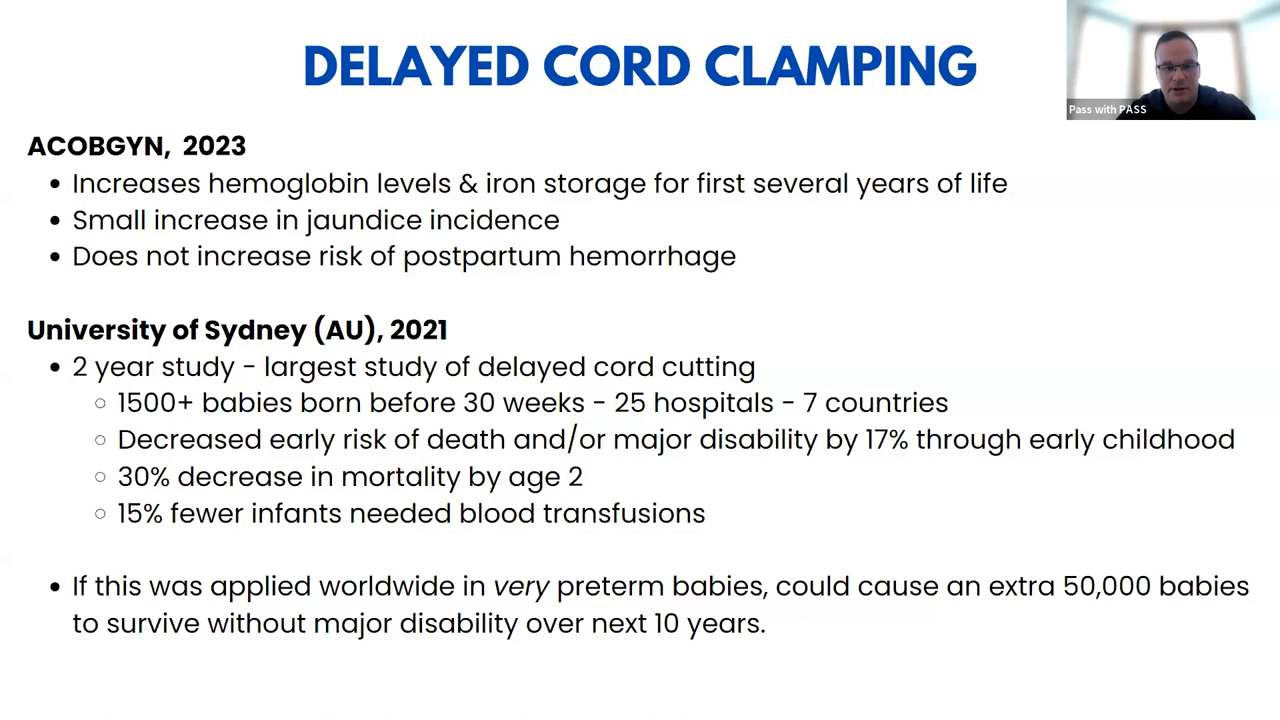 DELAYED CORD CLAMPING
Pass with PASS
ACOBGYN, 2023
• Increases hemoglobin levels & iron storage for first several years of life
• Small increase in jaundice incidence
• Does not increase risk of postpartum hemorrhage
University of Sydney (AU), 2021
• 2 year study - largest study of delayed cord cutting
○ 1500+ babies born before 30 weeks - 25 hospitals - 7 countries
○ Decreased early risk of death and/or major disability by 17% through early childhood
○ 30% decrease in mortality by age 2
○ 15% fewer infants needed blood transfusions
• If this was applied worldwide in very preterm babies, could cause an extra 50,000 babies
to survive without major disability over next 10 years.